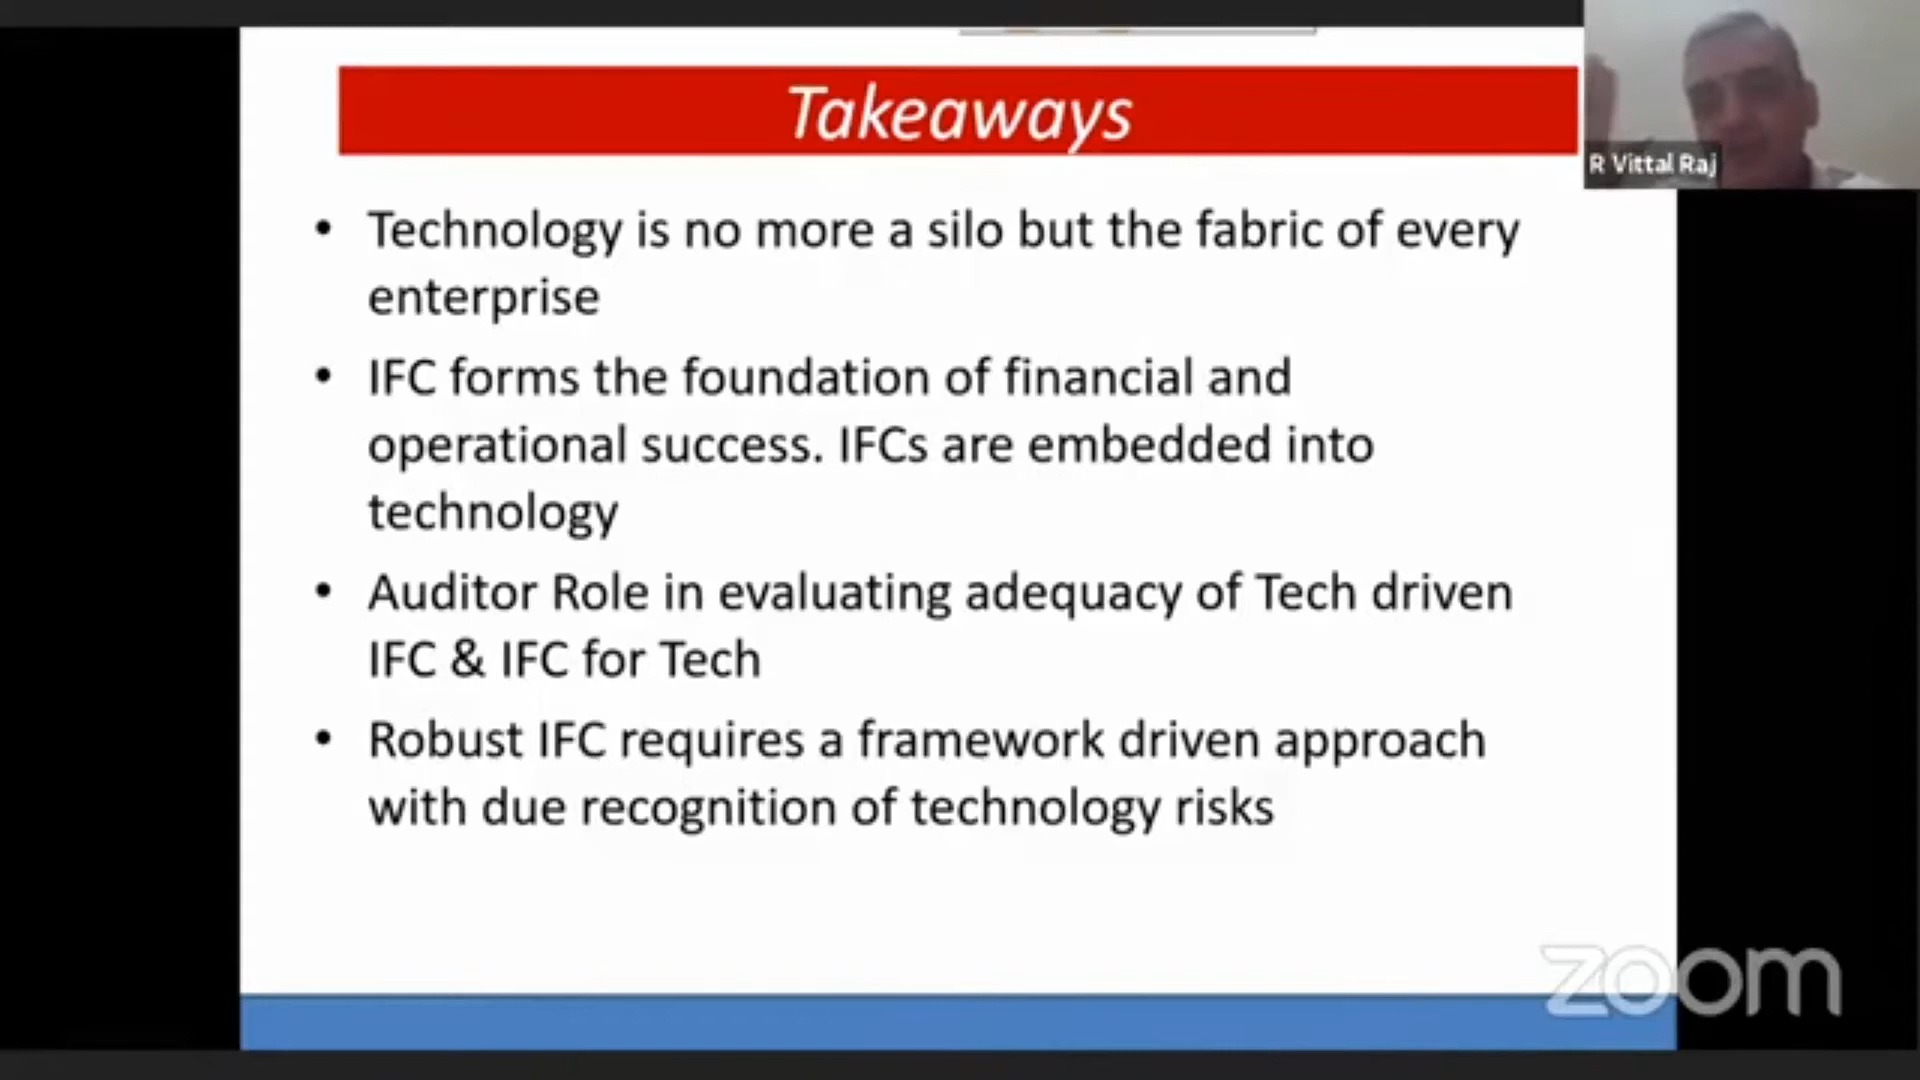 Takeaways
R Vittal Raj
• Technology is no more a silo but the fabric of every
enterprise
• IFC forms the foundation of financial and
operational success. IFCs are embedded into
technology
• Auditor Role in evaluating adequacy of Tech driven
IFC & IFC for Tech
• Robust IFC requires a framework driven approach
with due recognition of technology risks
zoom